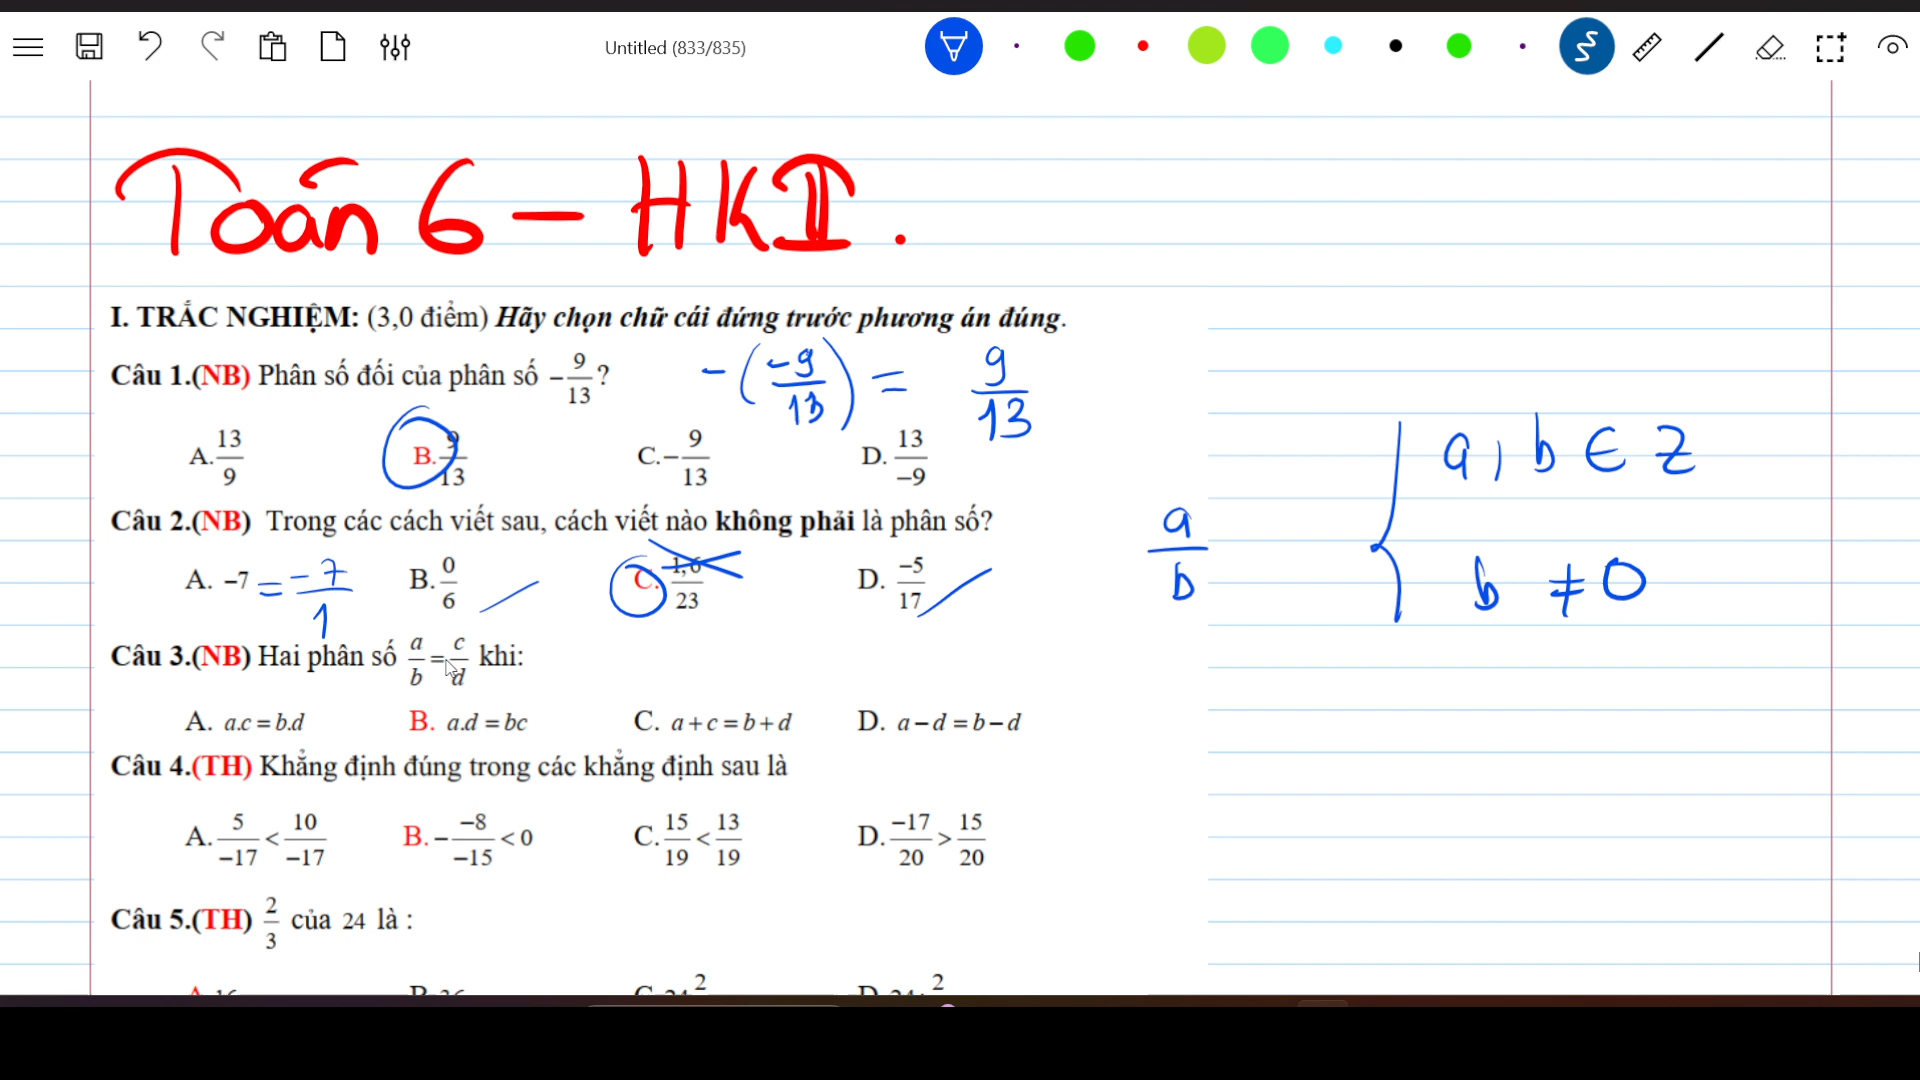 Untitled (833/835)
Toán 6 – HKII.
I. TRẮC NGHIỆM: (3,0 điểm) Hãy chọn chữ cái đứng trước phương án đúng.
Câu 1.(NB) Phân số đối của phân số -9/13 ? -(-9/13) = 9/13
A. 13/9 B. 9/13 C. -9/13 D. 13/-9
a, b ∈ Z
Câu 2.(NB) Trong các cách viết sau, cách viết nào không phải là phân số? a/b
A. -7 = -7/1 B. 0/6 C. 1,6/23 D. -5/17 b ≠ 0
Câu 3.(NB) Hai phân số a/b = c/d khi:
A. a.c = b.d B. a.d = bc C. a + c = b + d D. a – d = b – d
Câu 4.(TH) Khẳng định đúng trong các khẳng định sau là
A. 5/-17 < 10/-17 B. - -8/-15 < 0 C. 15/19 < 13/19 D. -17/20 > 15/20
Câu 5.(TH) 2/3 của 24 là :